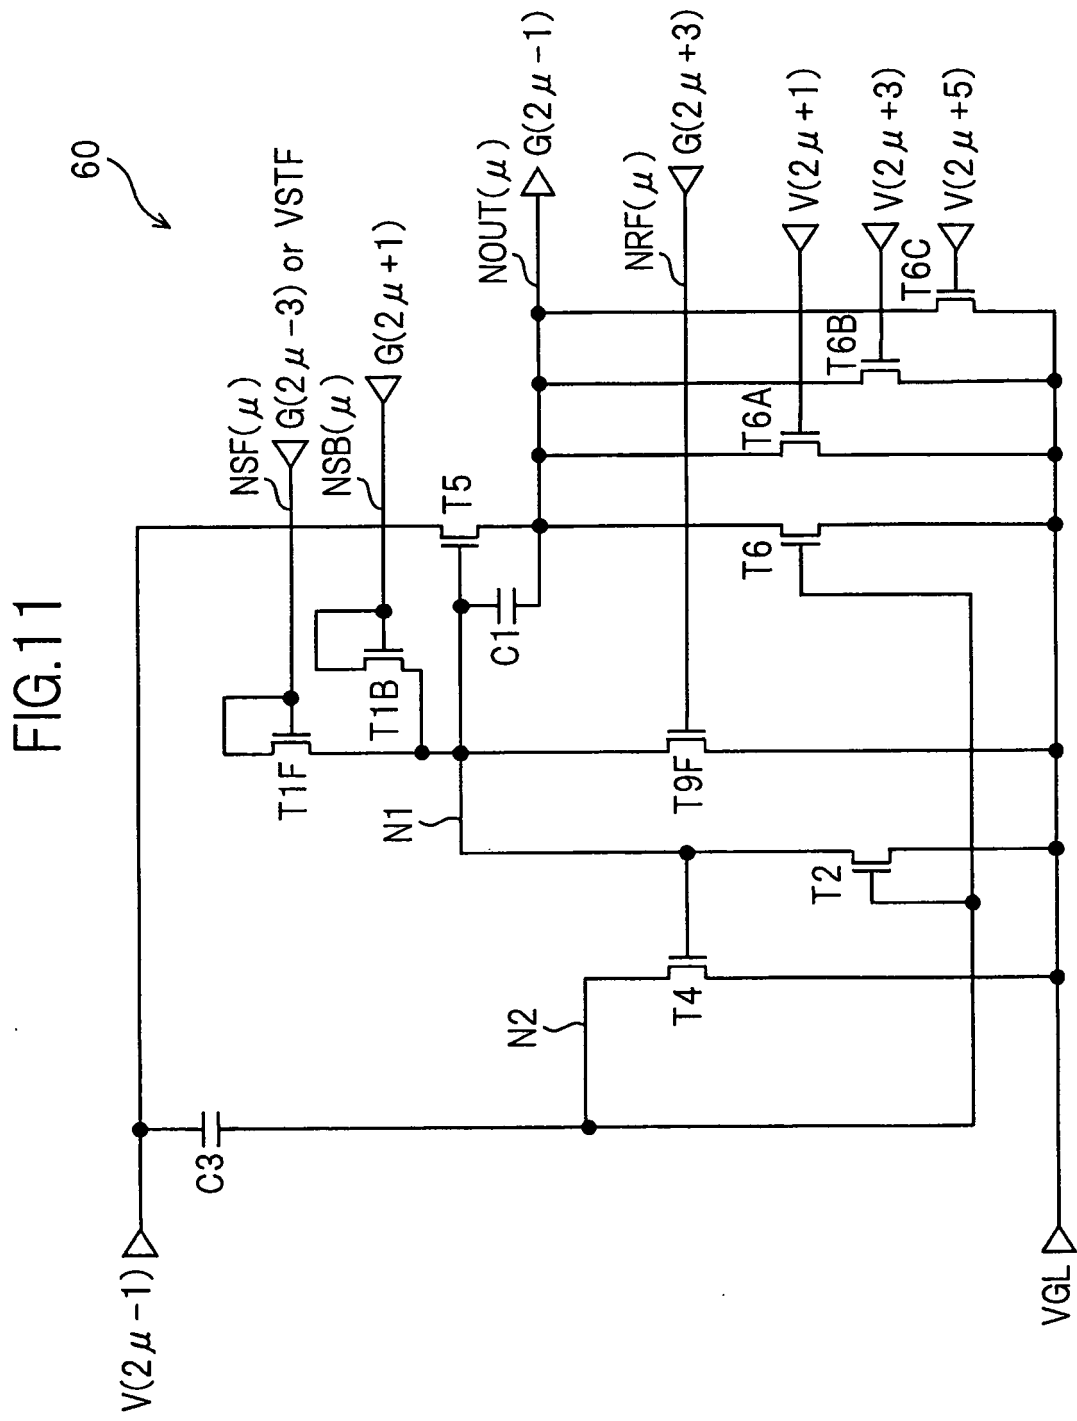 FIG.11
60
V(2μ-1)
C3
NSF(μ)
G(2μ-3) or VSTF
T1F
NSB(μ)
G(2μ+1)
T1B
N1
T5
C1
NOUT(μ)
G(2μ-1)
N2
T4
T9F
NRF(μ)
G(2μ+3)
T2
T6
T6A
V(2μ+1)
T6B
V(2μ+3)
T6C
V(2μ+5)
VGL